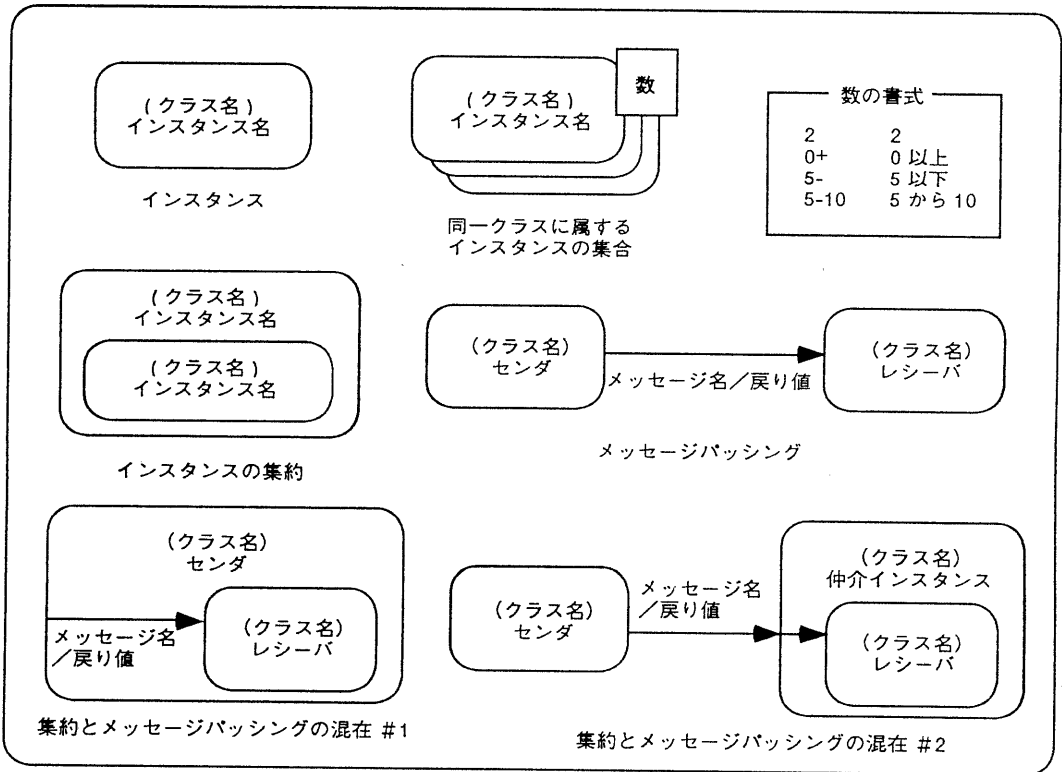 (クラス名)
インスタンス名
インスタンス
(クラス名)
インスタンス名
数
同一クラスに属する
インスタンスの集合
数の書式
2 2
0+ 0 以上
5- 5 以下
5-10 5 から 10
(クラス名)
インスタンス名
(クラス名)
インスタンス名
インスタンスの集約
(クラス名)
センダ
メッセージ名/戻り値
(クラス名)
レシーバ
メッセージパッシング
(クラス名)
センダ
メッセージ名
/戻り値
(クラス名)
レシーバ
集約とメッセージパッシングの混在 #1
(クラス名)
センダ
メッセージ名
/戻り値
(クラス名)
仲介インスタンス
(クラス名)
レシーバ
集約とメッセージパッシングの混在 #2